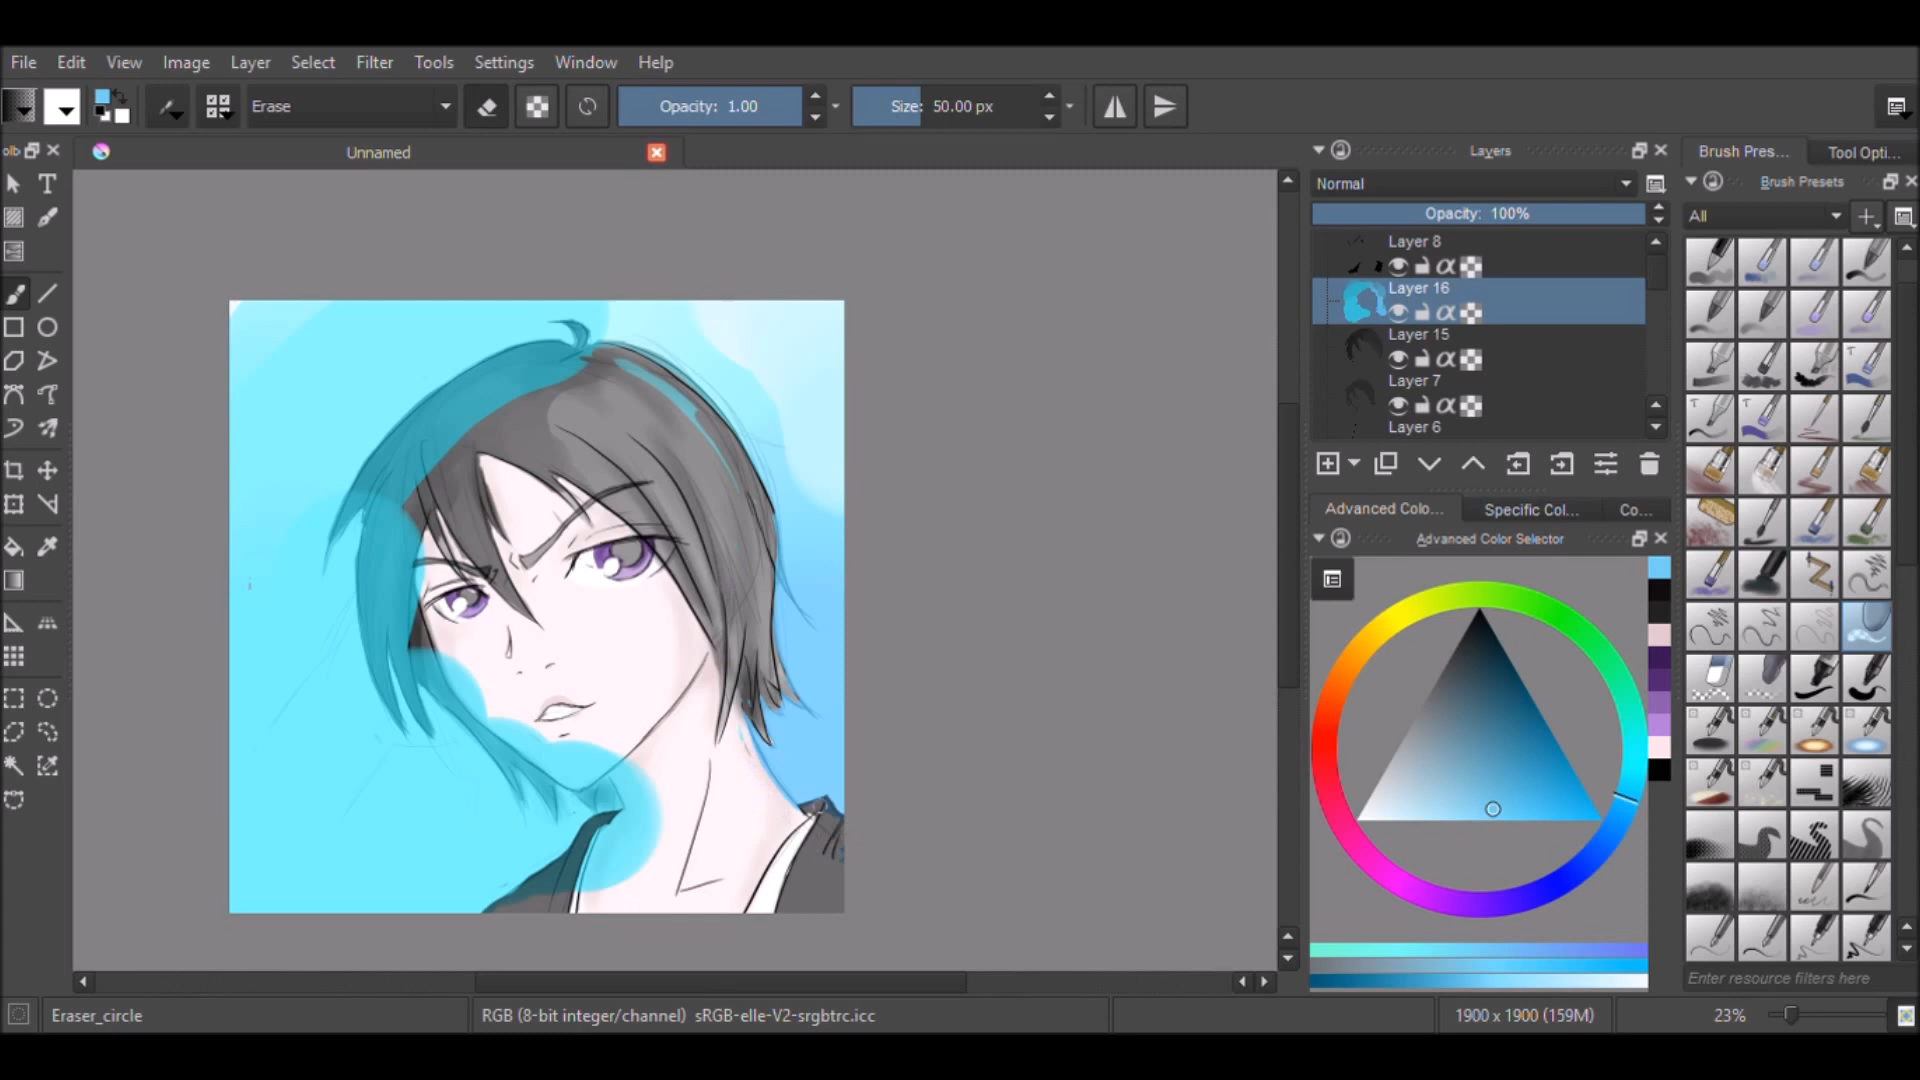 File Edit View Image Layer Select Filter Tools Settings Window Help
Erase Opacity: 1.00 Size: 50.00 px
Unnamed
Layers
Normal
Opacity: 100%
Layer 8
Layer 16
Layer 15
Layer 7
Layer 6
Advanced Colo... Specific Col... Co...
Advanced Color Selector
Brush Pres... Tool Opti...
Brush Presets
All
Enter resource filters here
Eraser_circle RGB (8-bit integer/channel) sRGB-elle-V2-srgbtrc.icc 1900 x 1900 (159M) 23%